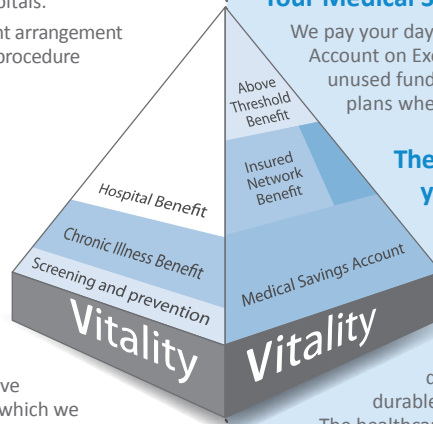 pitals.
nt arrangement
procedure
Your Medical S
We pay your day
Account on Exe
unused fund
plans whe
Above
Threshold
Benefit
Insured
Network
Benefit
The
y
Hospital Benefit
Chronic Illness Benefit
Screening and prevention
Medical Savings Account
Vitality
Vitality
ve
which we
durable
The healthcar